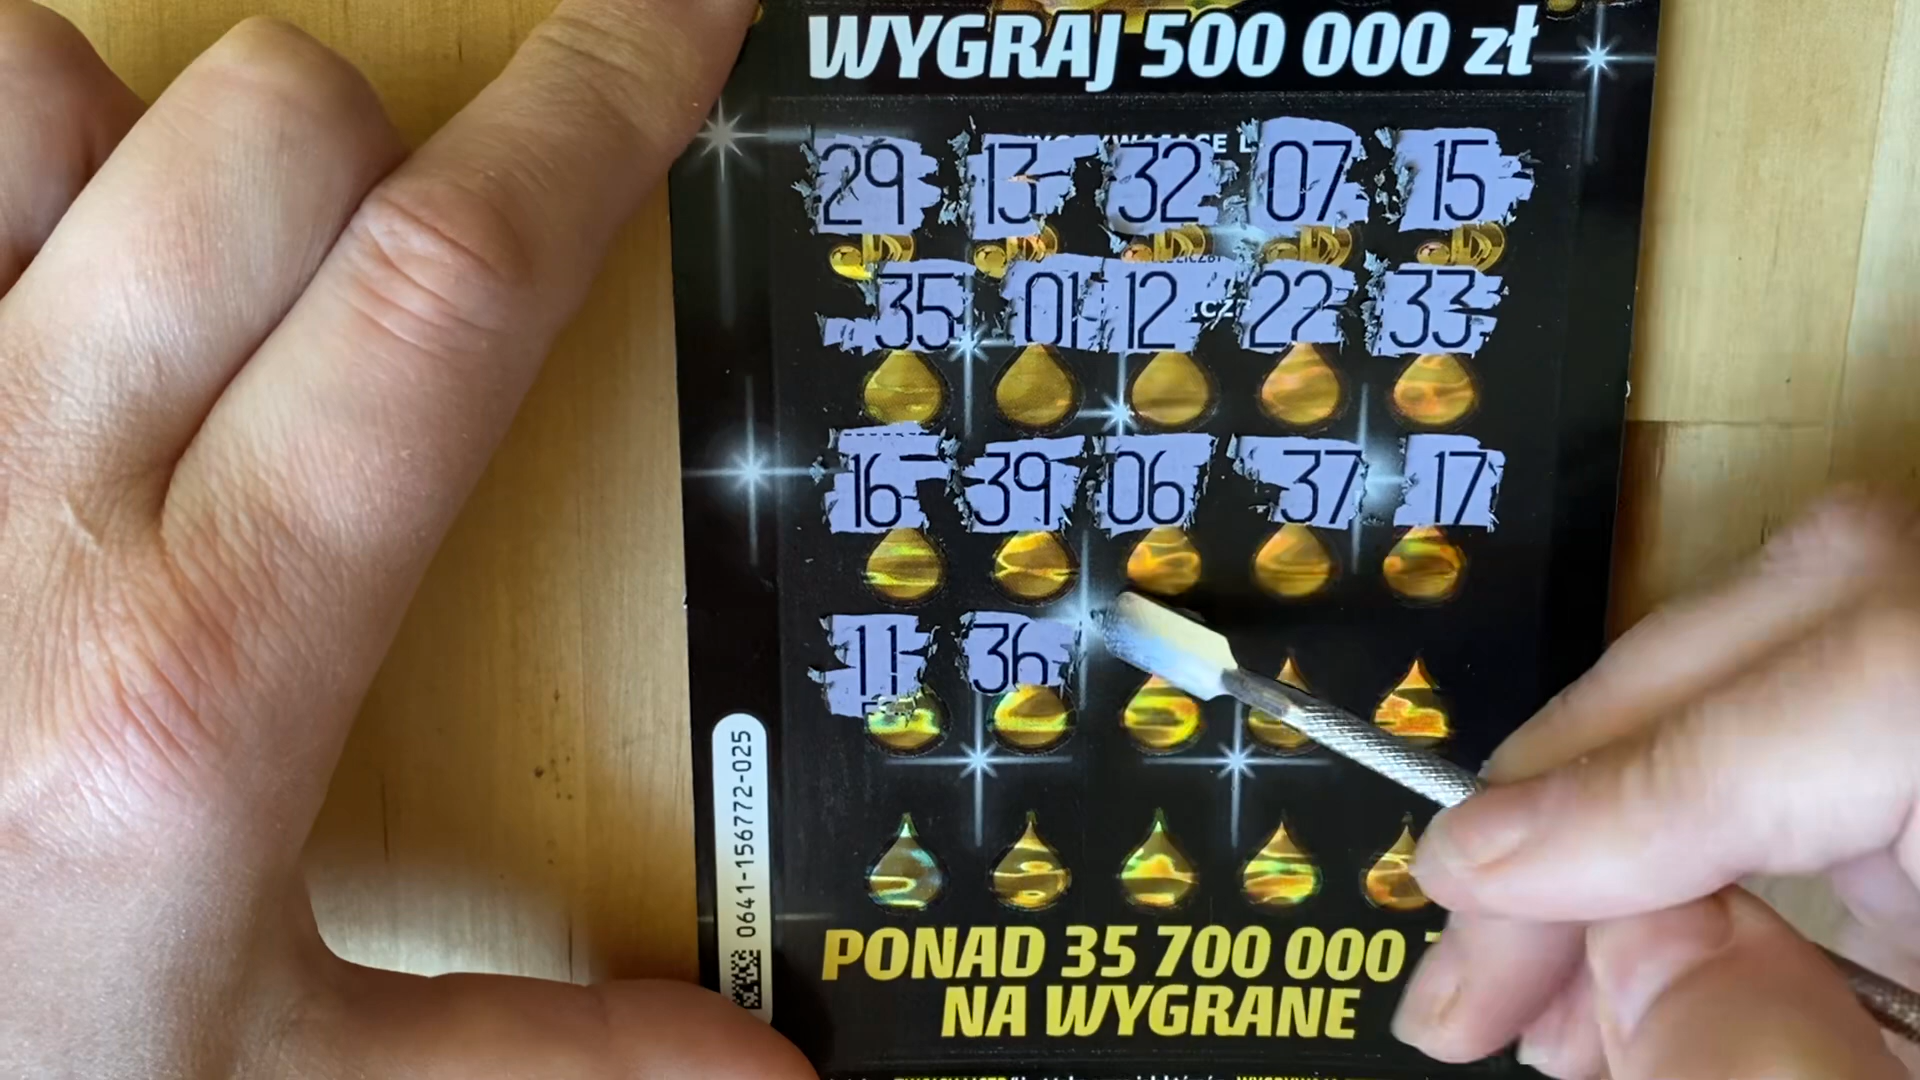 WYGRAJ 500 000 zł
29 13 32 07 15
35 01 12 22 33
16 39 06 37 17
11 36
0641-156772-025
PONAD 35 700 000
NA WYGRANE